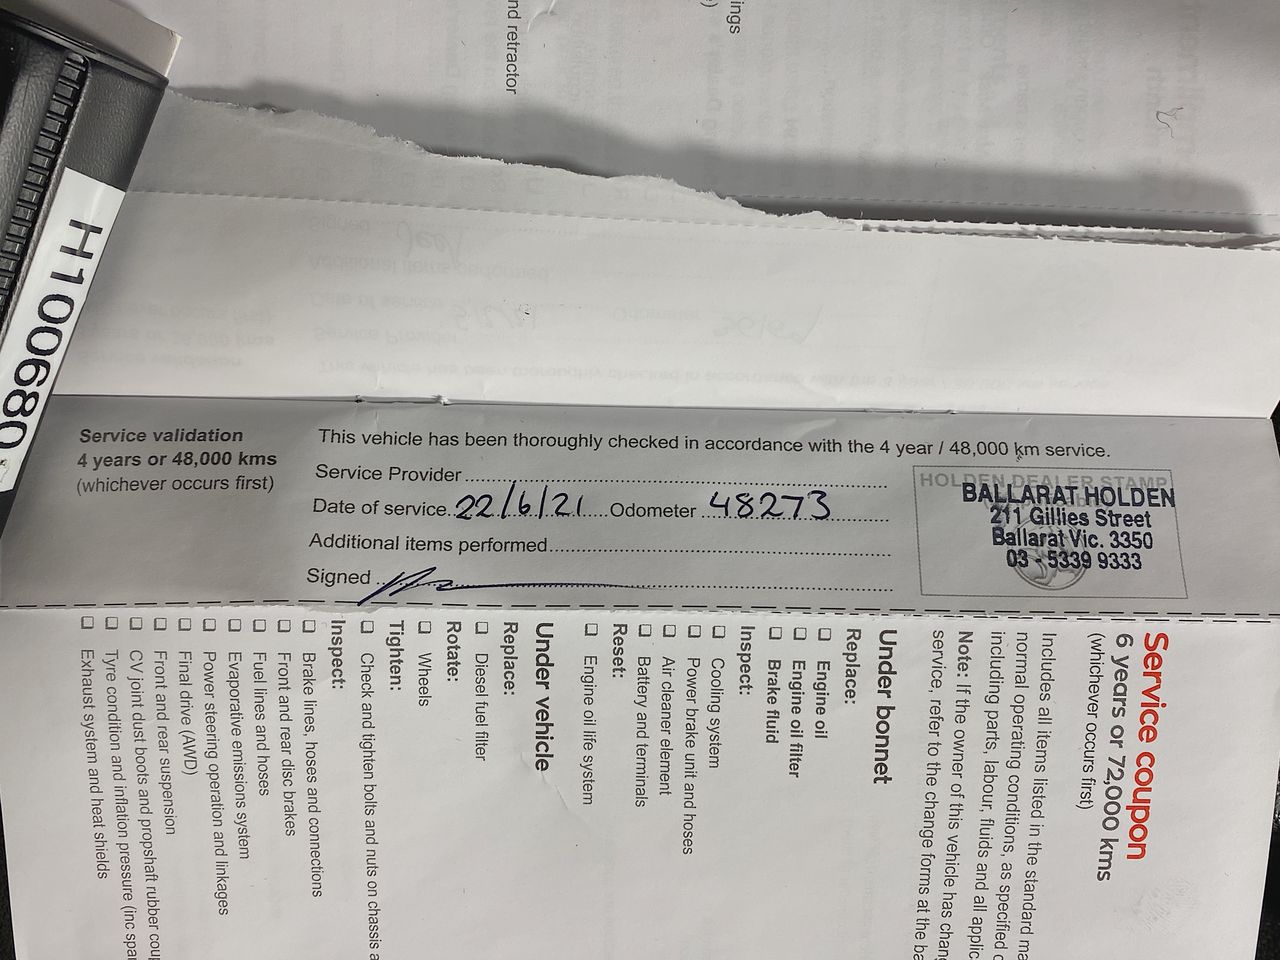 nd retractor
ings
H100680
Service validation
4 years or 48,000 kms
(whichever occurs first)
This vehicle has been thoroughly checked in accordance with the 4 year / 48,000 km service.
Service Provider
Date of service 22/6/21 Odometer 48273
Additional items performed
Signed
HOLDEN DEALER STAMP
BALLARAT HOLDEN
211 Gillies Street
Ballarat Vic. 3350
03 - 5339 9333
Service coupon
6 years or 72,000 kms
(whichever occurs first)
Includes all items listed in the standard ma
normal operating conditions, as specified
including parts, labour, fluids and all applic
Note: If the owner of this vehicle has chan
service, refer to the change forms at the ba
Under bonnet
Replace:
❑ Engine oil
❑ Engine oil filter
❑ Brake fluid
Inspect:
❑ Cooling system
❑ Power brake unit and hoses
❑ Air cleaner element
❑ Battery and terminals
Reset:
❑ Engine oil life system
Under vehicle
Replace:
❑ Diesel fuel filter
Rotate:
❑ Wheels
Tighten:
❑ Check and tighten bolts and nuts on chassis a
Inspect:
❑ Brake lines, hoses and connections
❑ Front and rear disc brakes
❑ Fuel lines and hoses
❑ Evaporative emissions system
❑ Power steering operation and linkages
❑ Final drive (AWD)
❑ Front and rear suspension
❑ CV joint dust boots and propshaft rubber coup
❑ Tyre condition and inflation pressure (inc spar
❑ Exhaust system and heat shields